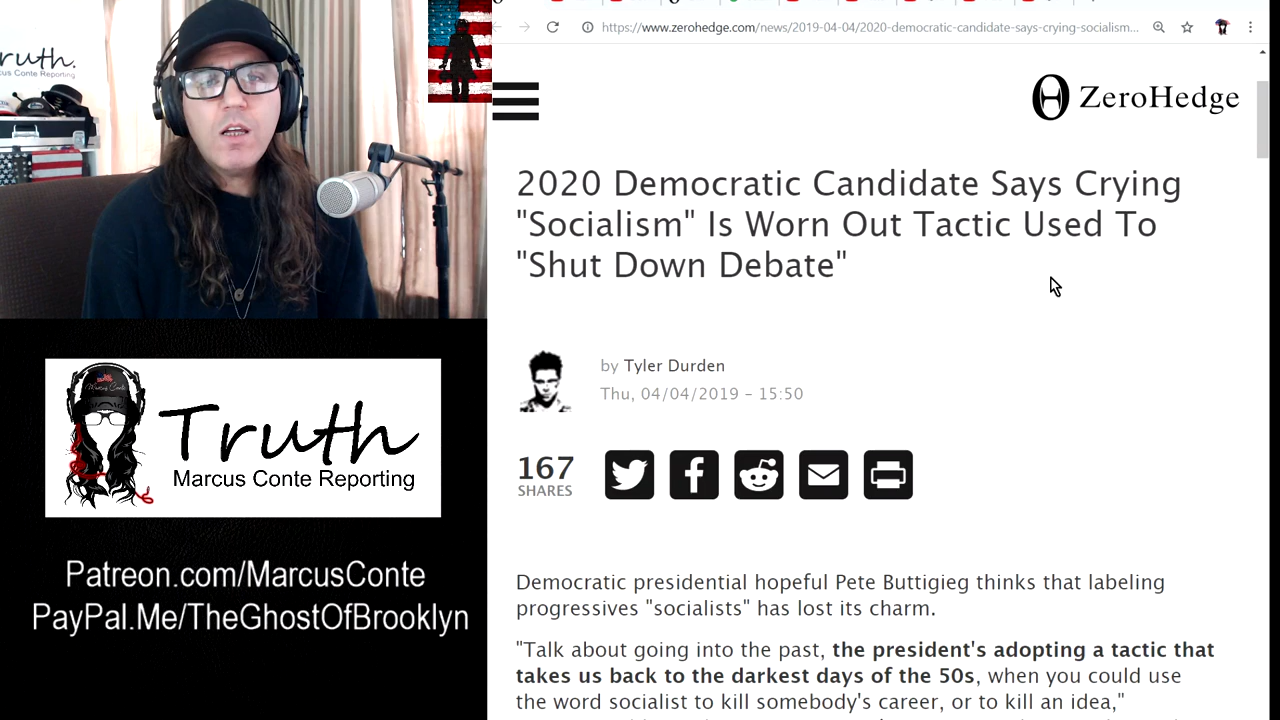 ruth.
cus Conte Reporting
https://www.zerohedge.com/news/2019-04-04/2020-democratic-candidate-says-crying-socialism...
ZeroHedge
2020 Democratic Candidate Says Crying
"Socialism" Is Worn Out Tactic Used To
"Shut Down Debate"
by Tyler Durden
Thu, 04/04/2019 – 15:50
167
SHARES
Truth
Marcus Conte Reporting
Patreon.com/MarcusConte
PayPal.Me/TheGhostOfBrooklyn
Democratic presidential hopeful Pete Buttigieg thinks that labeling
progressives "socialists" has lost its charm.
"Talk about going into the past, the president's adopting a tactic that
takes us back to the darkest days of the 50s, when you could use
the word socialist to kill somebody's career, or to kill an idea,"